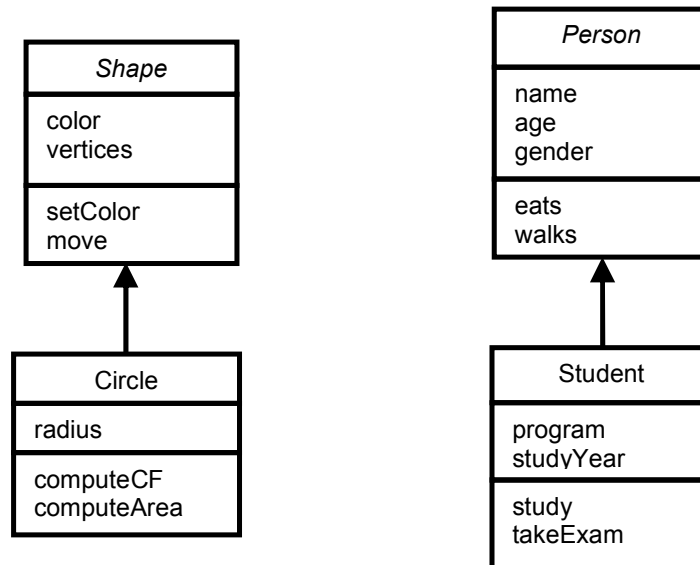 Shape
color
vertices
setColor
move
Circle
radius
computeCF
computeArea
Person
name
age
gender
eats
walks
Student
program
studyYear
study
takeExam